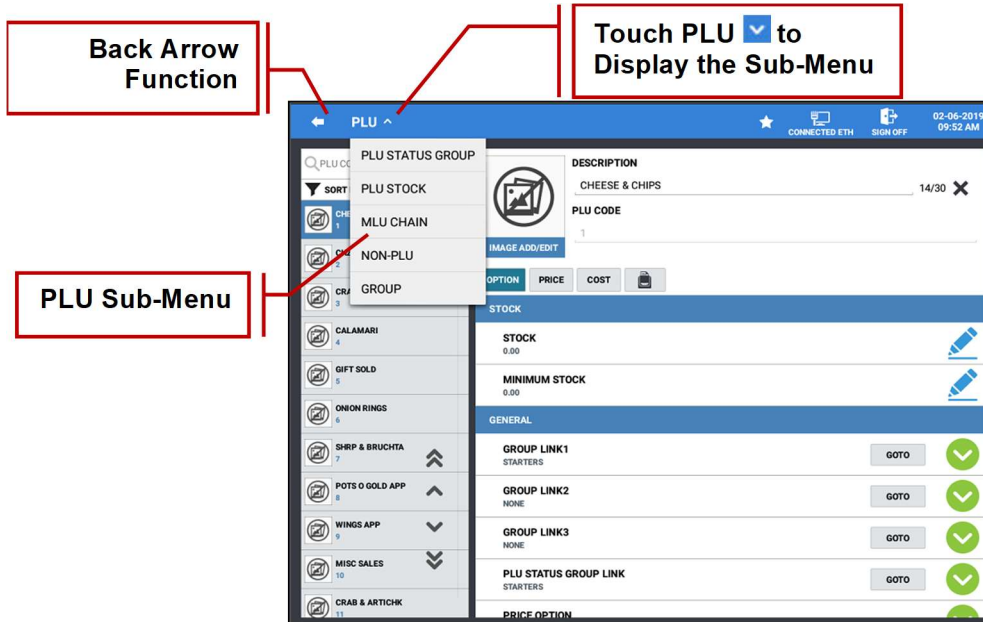 Back Arrow
Function
Touch PLU to
Display the Sub-Menu
PLU Sub-Menu
PLU
CONNECTED ETH
SIGN OFF
02-06-2019
09:52 AM
PLU STATUS GROUP
PLU STOCK
MLU CHAIN
NON-PLU
GROUP
PLU
SORT
1
2
3
CALAMARI
4
GIFT SOLD
5
ONION RINGS
6
SHRP & BRUCHTA
7
POTS O GOLD APP
8
WINGS APP
9
MISC SALES
10
CRAB & ARTICHK
11
IMAGE ADD/EDIT
DESCRIPTION
CHEESE & CHIPS
14/30
PLU CODE
1
OPTION
PRICE
COST
STOCK
STOCK
0.00
MINIMUM STOCK
0.00
GENERAL
GROUP LINK1
STARTERS
GOTO
GROUP LINK2
NONE
GOTO
GROUP LINK3
NONE
GOTO
PLU STATUS GROUP LINK
STARTERS
GOTO
PRICE OPTION